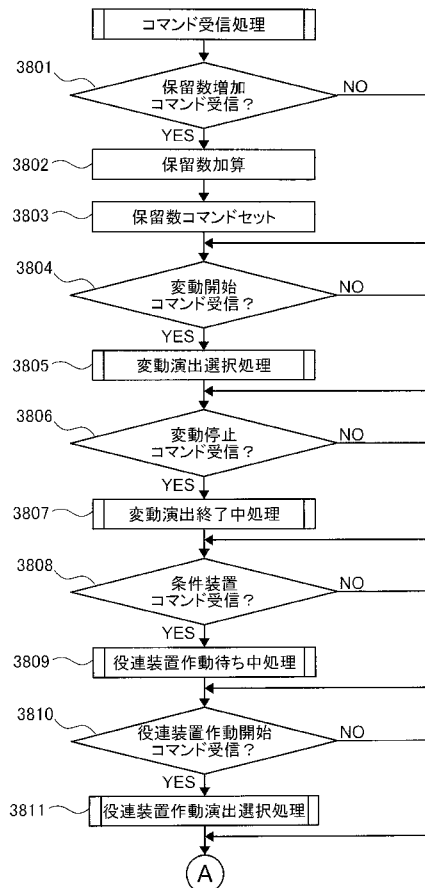 コマンド受信処理
3801
保留数増加
コマンド受信？
NO
YES
3802
保留数加算
3803
保留数コマンドセット
3804
変動開始
コマンド受信？
NO
YES
3805
変動演出選択処理
3806
変動停止
コマンド受信？
NO
YES
3807
変動演出終了中処理
3808
条件装置
コマンド受信？
NO
YES
3809
役連装置作動待ち中処理
3810
役連装置作動開始
コマンド受信？
NO
YES
3811
役連装置作動演出選択処理
A